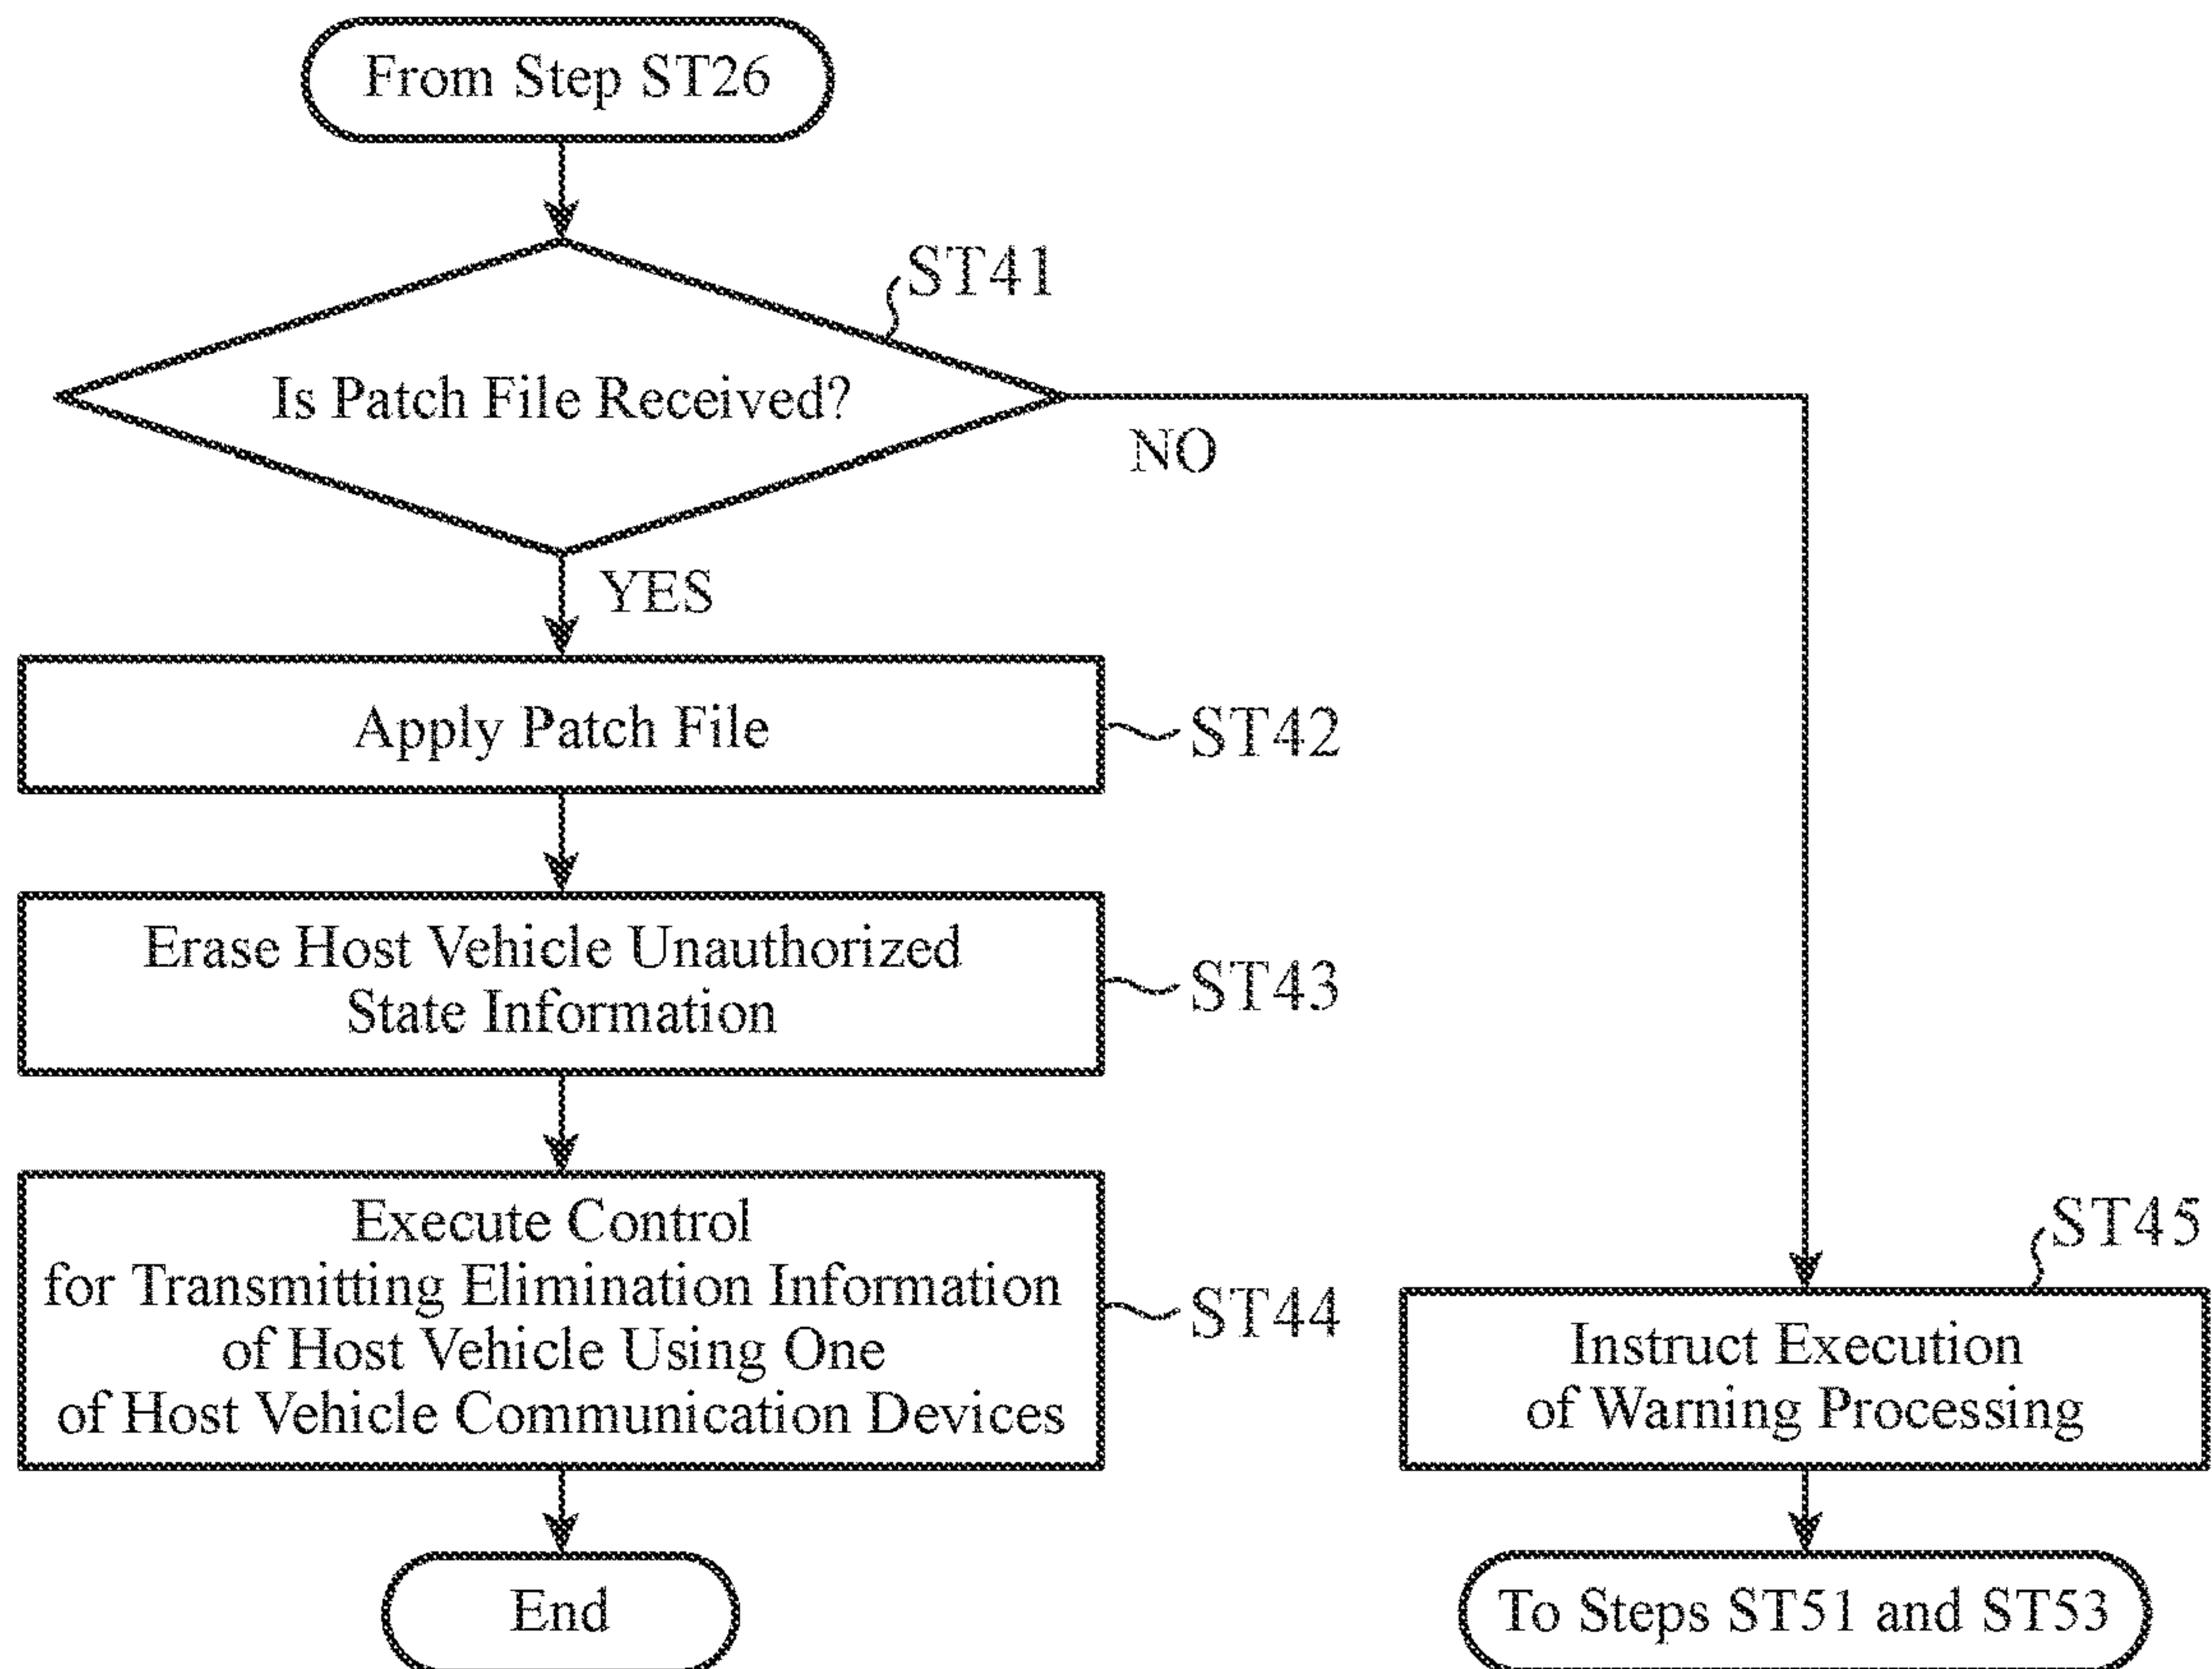 From Step ST26
ST41
Is Patch File Received?
NO
YES
Apply Patch File
ST42
Erase Host Vehicle Unauthorized
State Information
ST43
Execute Control
for Transmitting Elimination Information
of Host Vehicle Using One
of Host Vehicle Communication Devices
ST44
ST45
Instruct Execution
of Warning Processing
End
To Steps ST51 and ST53